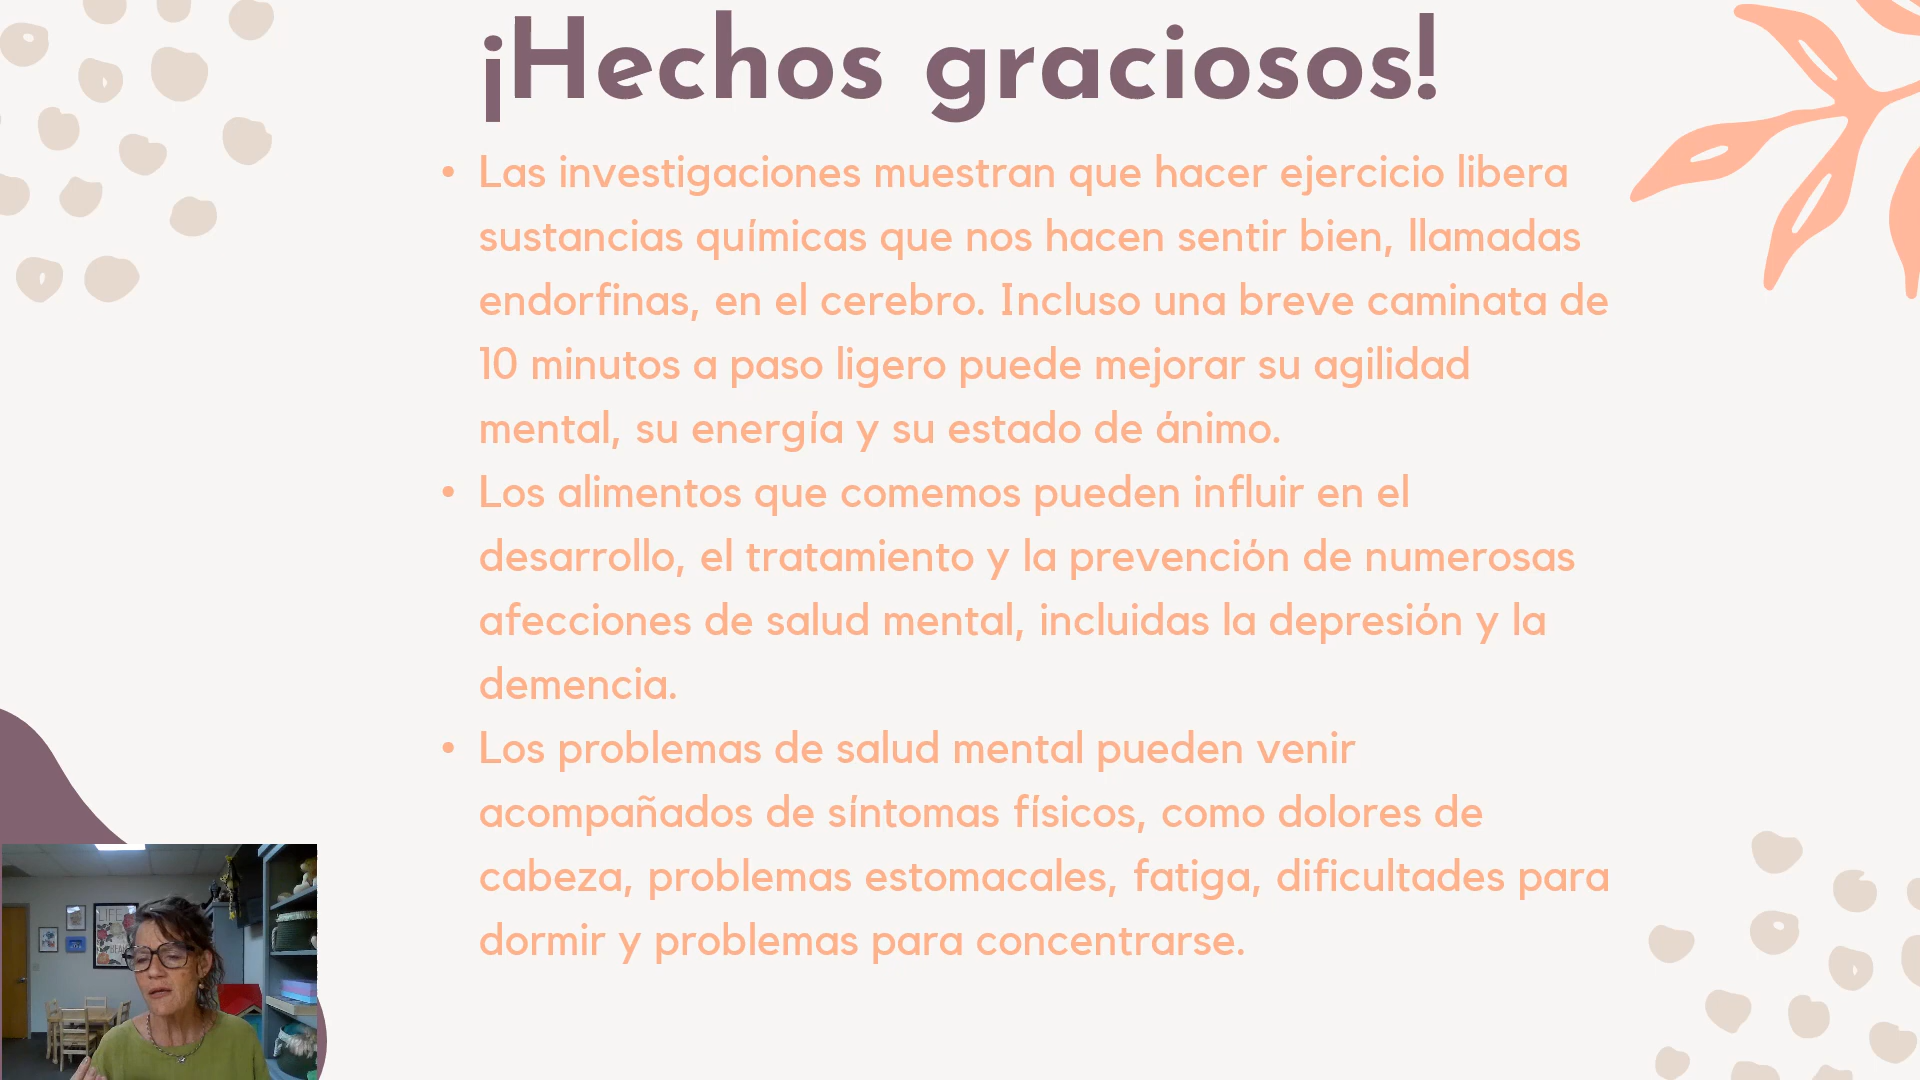 ¡Hechos graciosos!
• Las investigaciones muestran que hacer ejercicio libera
sustancias químicas que nos hacen sentir bien, llamadas
endorfinas, en el cerebro. Incluso una breve caminata de
10 minutos a paso ligero puede mejorar su agilidad
mental, su energía y su estado de ánimo.
• Los alimentos que comemos pueden influir en el
desarrollo, el tratamiento y la prevención de numerosas
afecciones de salud mental, incluidas la depresión y la
demencia.
• Los problemas de salud mental pueden venir
acompañados de síntomas físicos, como dolores de
cabeza, problemas estomacales, fatiga, dificultades para
dormir y problemas para concentrarse.
LIFE